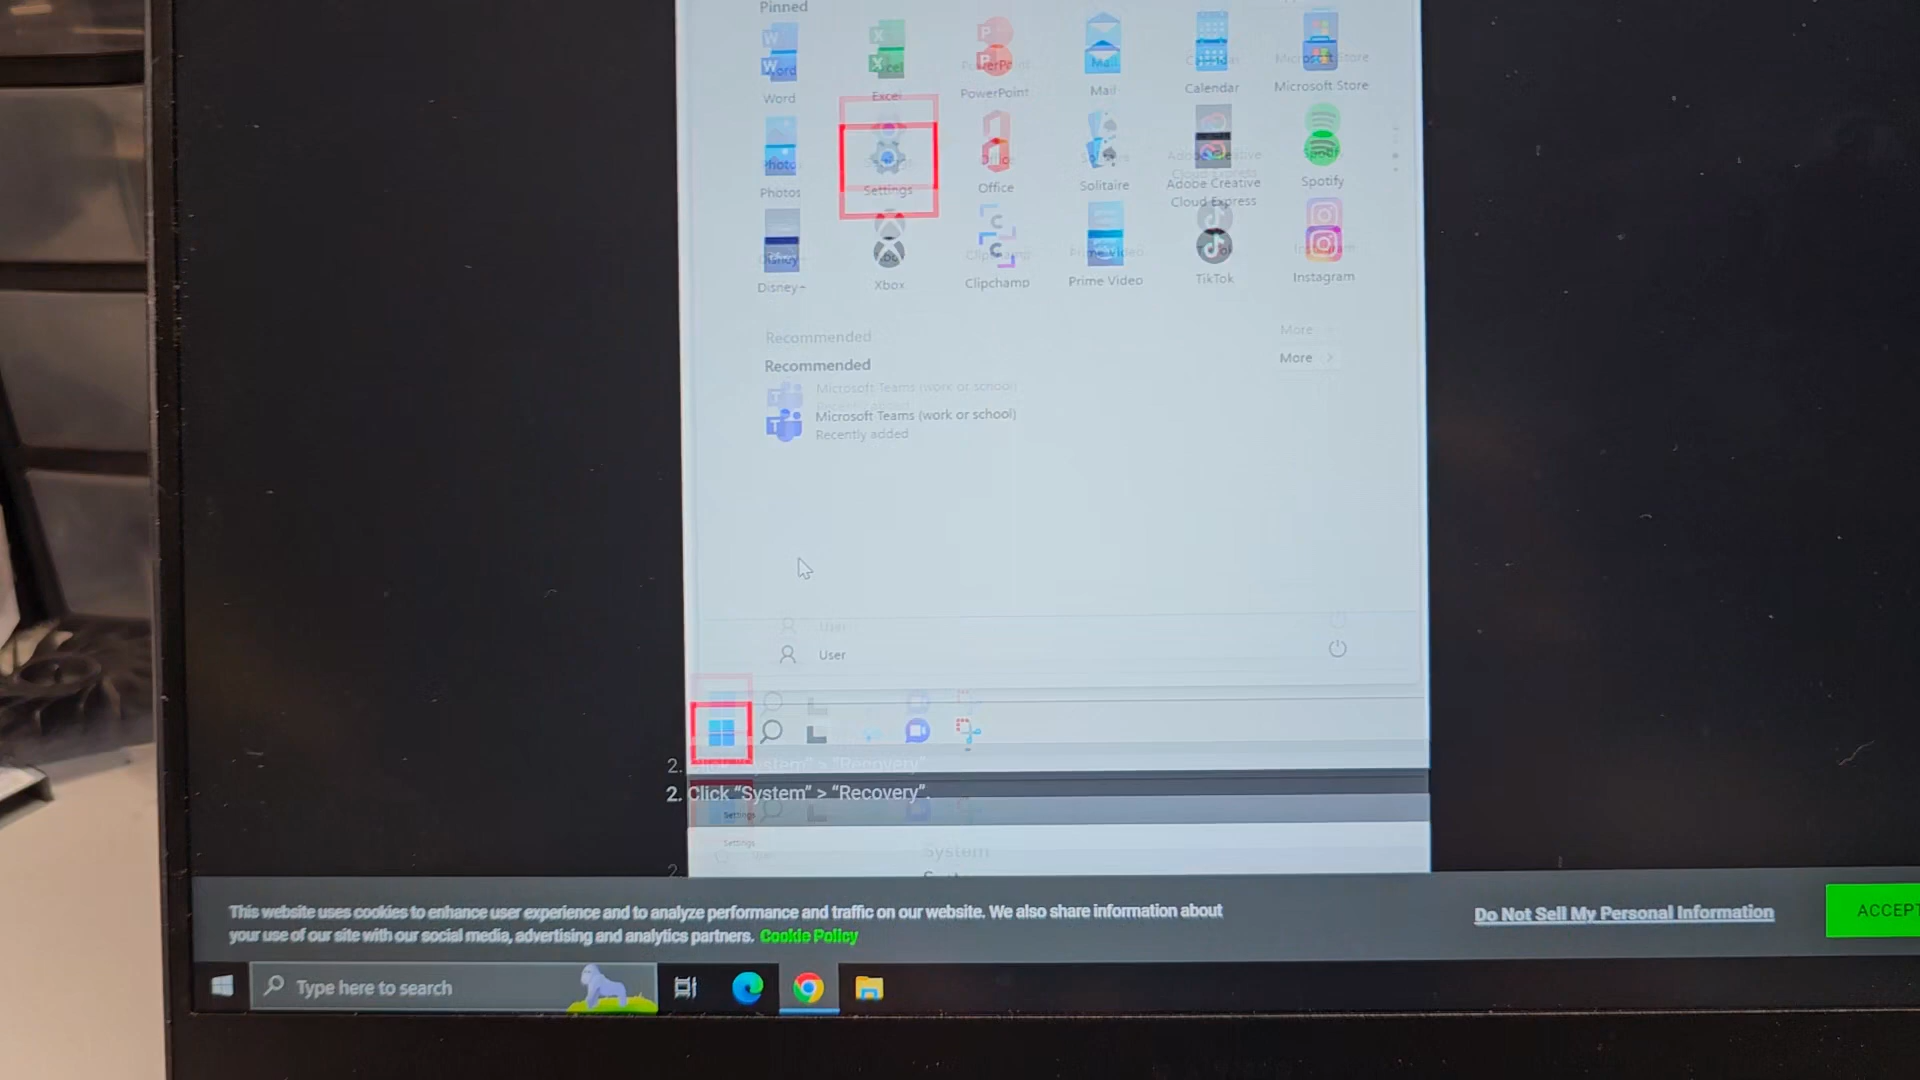 Pinned
Word
Excel
PowerPoint
Mail
Calendar
Microsoft Store
Photos
Settings
Office
Solitaire
Adobe Creative
Cloud Express
Spotify
Disney+
Xbox
Clipchamp
Prime Video
TikTok
Instagram
Recommended
More
Microsoft Teams (work or school)
Recently added
User
2. Click “System” > “Recovery”.
Settings
System
This website uses cookies to enhance user experience and to analyze performance and traffic on our website. We also share information about
your use of our site with our social media, advertising and analytics partners. Cookie Policy
Do Not Sell My Personal Information
ACCEPT
Type here to search